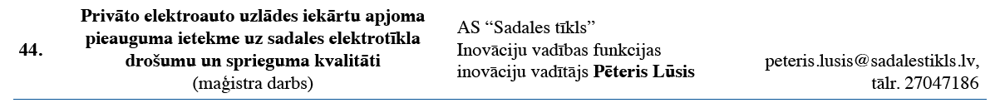 44.
Privāto elektroauto uzlādes iekārtu apjoma
pieauguma ietekme uz sadales elektrotīkla
drošumu un sprieguma kvalitāti
(maģistra darbs)
AS “Sadales tīkls”
Inovāciju vadības funkcijas
inovāciju vadītājs Pēteris Lūsis
peteris.lusis@sadalestikls.lv,
tālr. 27047186